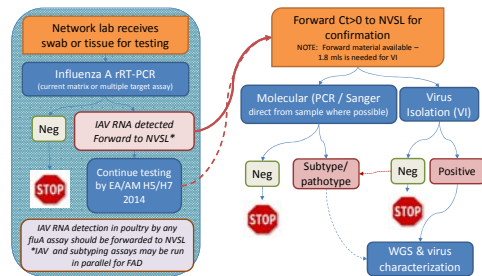 Network lab receives
swab or tissue for testing
Influenza A rRT-PCR
(current matrix or multiple target assay)
Neg
IAV RNA detected
Forward to NVSL*
STOP
Continue testing
by EA/AM H5/H7
2014
IAV RNA detection in poultry by any
fluA assay should be forwarded to NVSL
*IAV and subtyping assays may be run
in parallel for FAD
Forward Ct>0 to NVSL for
confirmation
NOTE: Forward material available –
1.8 mls is needed for VI
Molecular (PCR / Sanger
direct from sample where possible)
Virus
Isolation (VI)
Neg
Subtype/
pathotype
Neg
Positive
STOP
STOP
WGS & virus
characterization